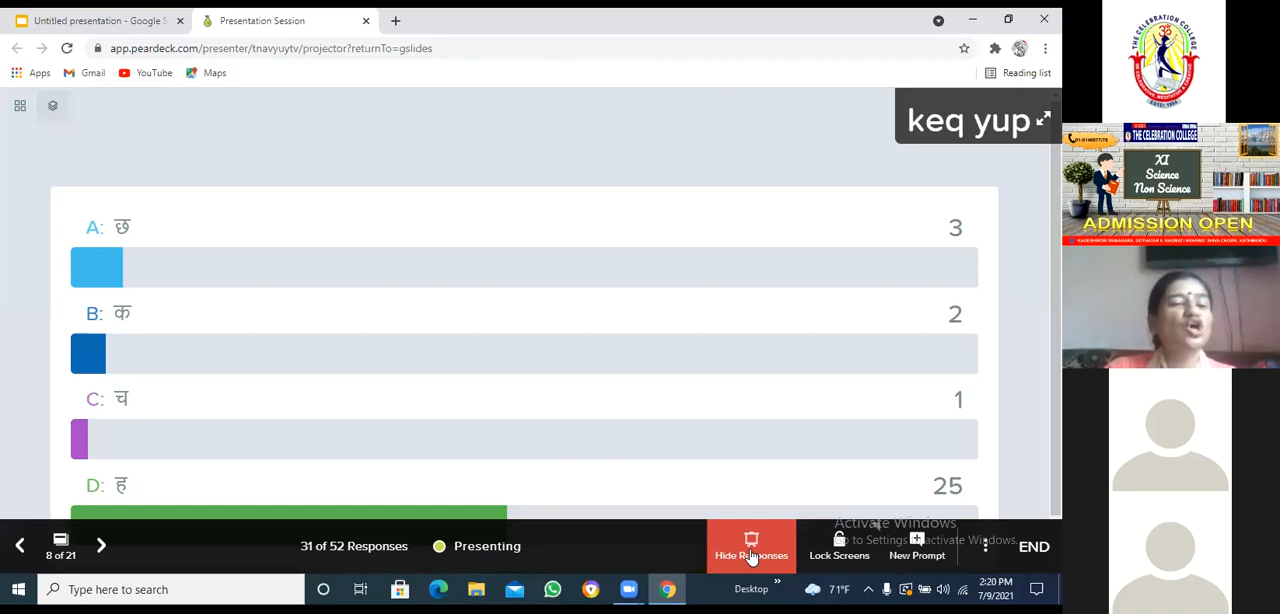 Untitled presentation - Google S
Presentation Session
app.peardeck.com/presenter/tnavyuytv/projector?returnTo=gslides
Apps
Gmail
YouTube
Maps
Reading list
keq yup
A: छ
3
B: क
2
C: च
1
D: ह
25
8 of 21
31 of 52 Responses
Presenting
Hide Responses
Lock Screens
New Prompt
END
Activate Windows
Go to Settings to activate Windows.
Type here to search
Desktop
71°F
2:20 PM
7/9/2021
THE CELEBRATION COLLEGE
THE CELEBRATION COLLEGE
XI
Science
Non Science
ADMISSION OPEN